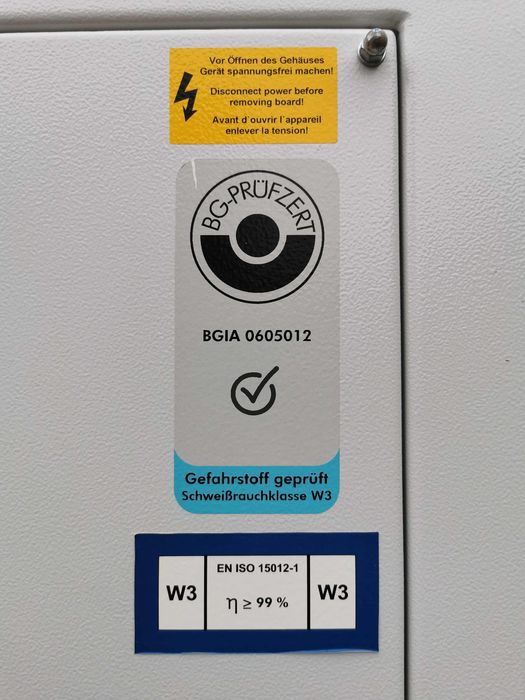 Vor Öffnen des Gehäuses
Gerät spannungsfrei machen!
Disconnect power before
removing board!
Avant d'ouvrir l'appareil
enlever la tension!
BG-PRÜFZERT
BGIA 0605012
Gefahrstoff geprüft
Schweißrauchklasse W3
EN ISO 15012-1
W3 η ≥ 99 % W3